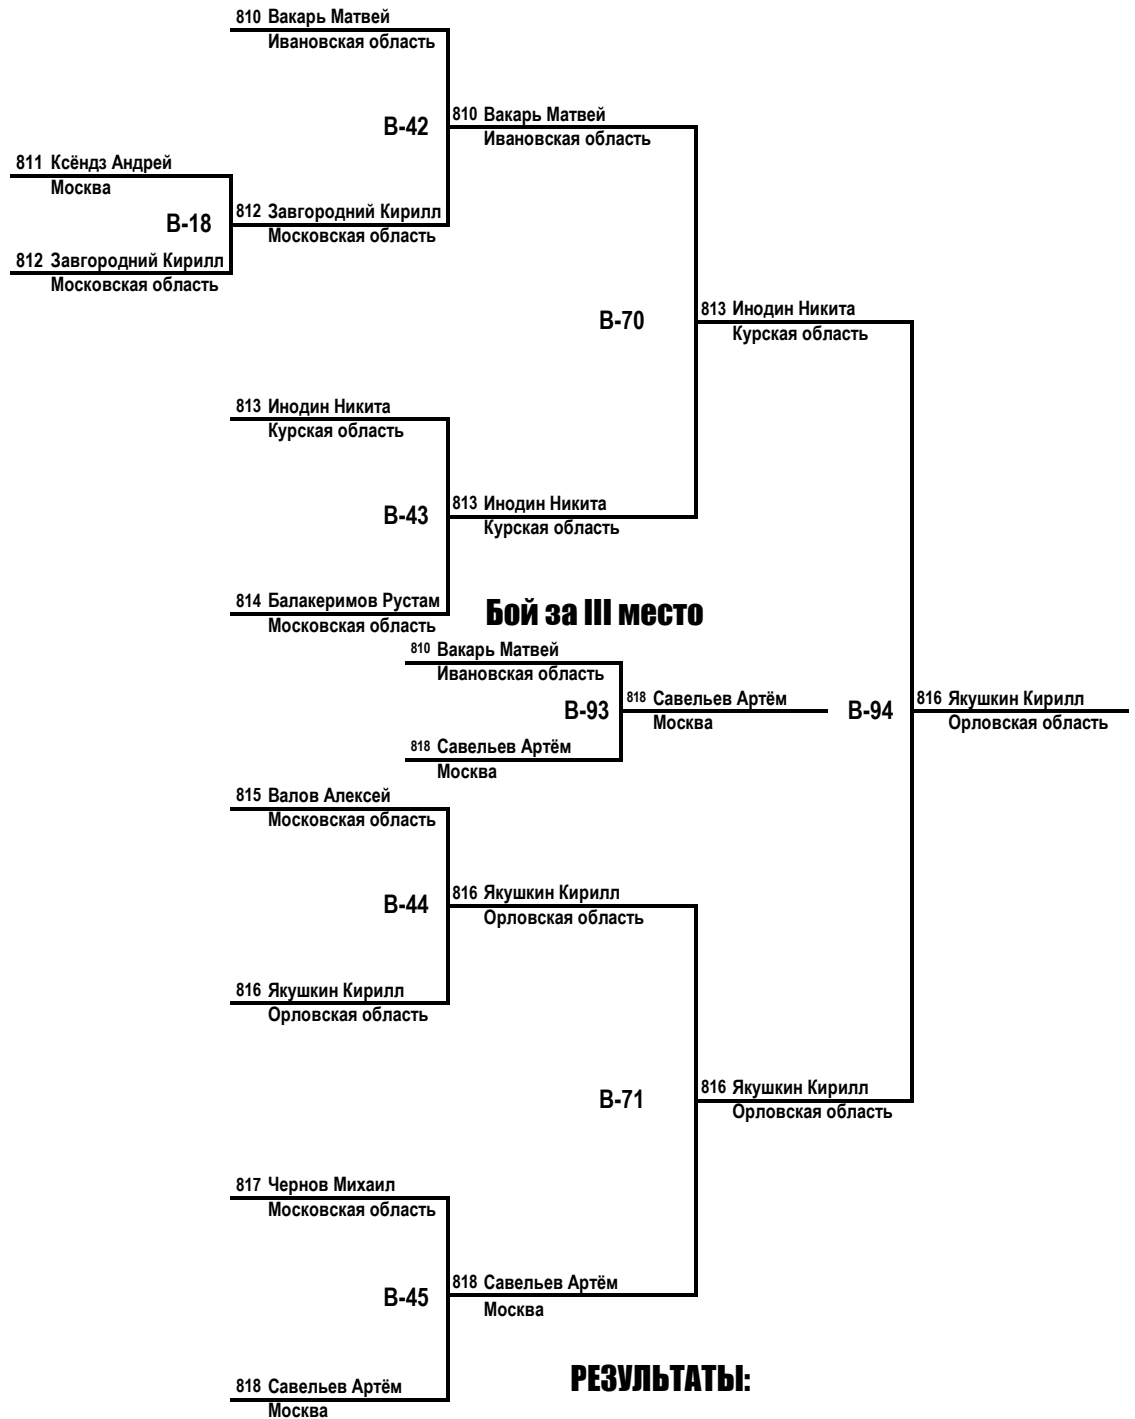 810 Вакарь Матвей
Ивановская область
B-42
810 Вакарь Матвей
Ивановская область
811 Ксёндз Андрей
Москва
B-18
812 Завгородний Кирилл
Московская область
812 Завгородний Кирилл
Московская область
B-70
813 Инодин Никита
Курская область
813 Инодин Никита
Курская область
B-43
813 Инодин Никита
Курская область
814 Балакеримов Рустам
Московская область
Бой за III место
810 Вакарь Матвей
Ивановская область
B-93
818 Савельев Артём
Москва
B-94
816 Якушкин Кирилл
Орловская область
818 Савельев Артём
Москва
815 Валов Алексей
Московская область
B-44
816 Якушкин Кирилл
Орловская область
816 Якушкин Кирилл
Орловская область
B-71
816 Якушкин Кирилл
Орловская область
817 Чернов Михаил
Московская область
B-45
818 Савельев Артём
Москва
РЕЗУЛЬТАТЫ:
818 Савельев Артём
Москва